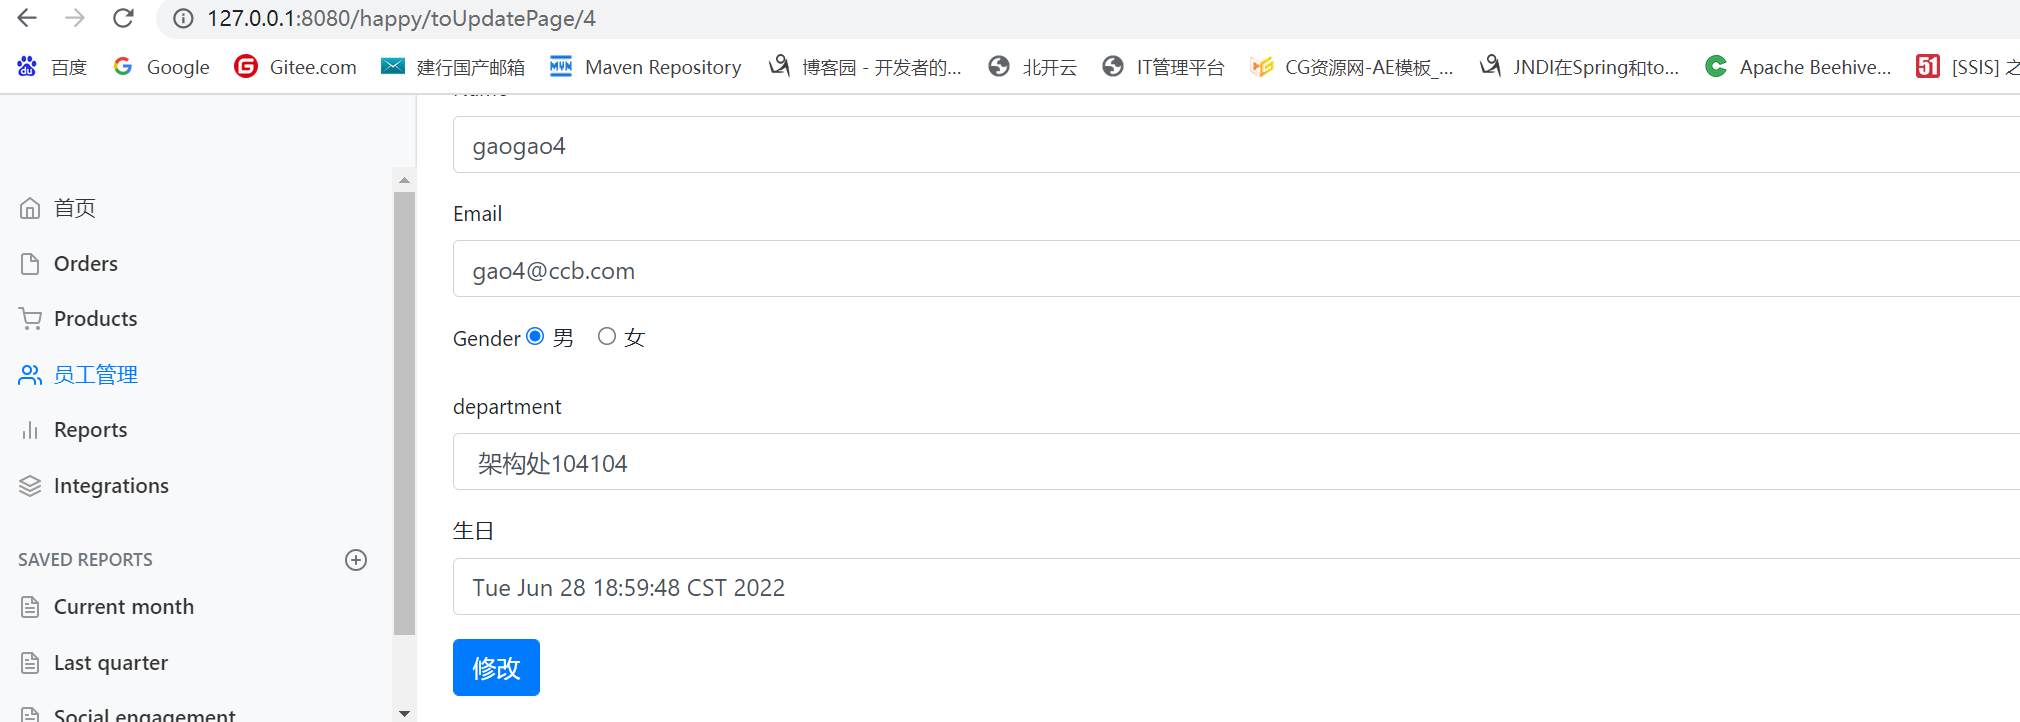 127.0.0.1:8080/happy/toUpdatePage/4
百度 Google Gitee.com 建行国产邮箱 Maven Repository 博客园 - 开发者的... 北开云 IT管理平台 CG资源网-AE模板_... JNDI在Spring和to... Apache Beehive... [SSIS] 之
首页
Orders
Products
员工管理
Reports
Integrations
SAVED REPORTS
Current month
Last quarter
Social engagement
Name
gaogao4
Email
gao4@ccb.com
Gender 男 女
department
架构处104104
生日
Tue Jun 28 18:59:48 CST 2022
修改